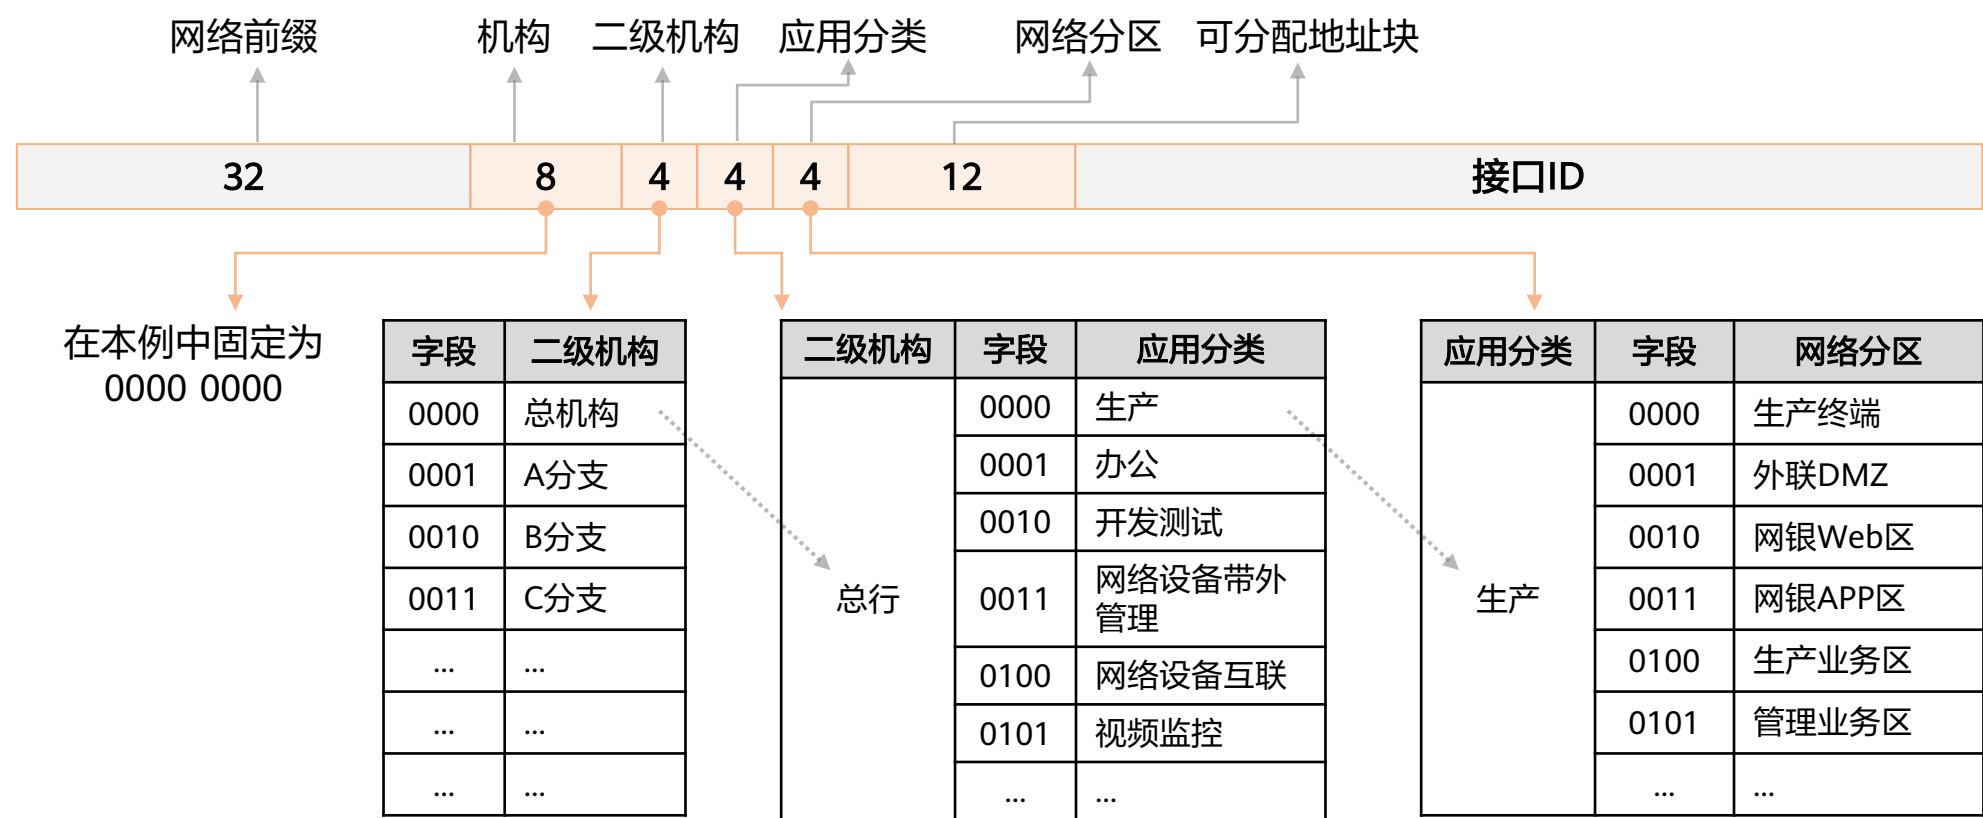 网络前缀 机构 二级机构 应用分类 网络分区 可分配地址块
32 8 4 4 4 12 接口ID
在本例中固定为
0000 0000
字段 二级机构
0000 总机构
0001 A分支
0010 B分支
0011 C分支
... ...
... ...
... ...
二级机构 字段 应用分类
总行
0000 生产
0001 办公
0010 开发测试
0011 网络设备带外
管理
0100 网络设备互联
0101 视频监控
... ...
应用分类 字段 网络分区
生产
0000 生产终端
0001 外联DMZ
0010 网银Web区
0011 网银APP区
0100 生产业务区
0101 管理业务区
... ...